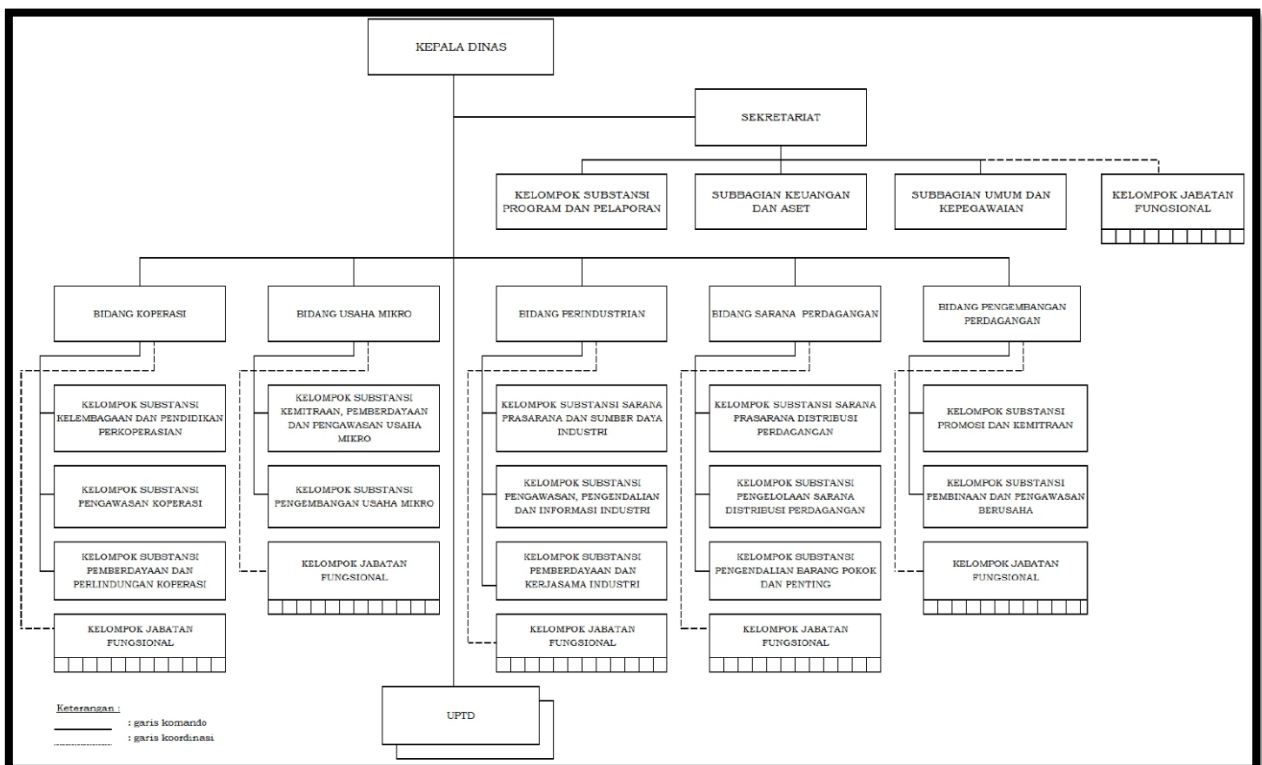 KEPALA DINAS
SEKRETARIAT
KELOMPOK SUBSTANSI
PROGRAM DAN PELAPORAN
SUBBAGIAN KEUANGAN
DAN ASET
SUBBAGIAN UMUM DAN
KEPEGAWAIAN
KELOMPOK JABATAN
FUNGSIONAL
BIDANG KOPERASI
BIDANG USAHA MIKRO
BIDANG PERINDUSTRIAN
BIDANG SARANA PERDAGANGAN
BIDANG PENGEMBANGAN
PERDAGANGAN
KELOMPOK SUBSTANSI
KELEMBAGAAN DAN PENDIDIKAN
PERKOPERASIAN
KELOMPOK SUBSTANSI
KEMITRAAN, PEMBERDAYAAN
DAN PENGAWASAN USAHA
MIKRO
KELOMPOK SUBSTANSI SARANA
PRASARANA DAN SUMBER DAYA
INDUSTRI
KELOMPOK SUBSTANSI SARANA
PRASARANA DISTRIBUSI
PERDAGANGAN
KELOMPOK SUBSTANSI
PROMOSI DAN KEMITRAAN
KELOMPOK SUBSTANSI
PENGAWASAN KOPERASI
KELOMPOK SUBSTANSI
PENGEMBANGAN USAHA MIKRO
KELOMPOK SUBSTANSI
PENGAWASAN, PENGENDALIAN
DAN INFORMASI INDUSTRI
KELOMPOK SUBSTANSI
PENGELOLAAN SARANA
DISTRIBUSI PERDAGANGAN
KELOMPOK SUBSTANSI
PEMBINAAN DAN PENGAWASAN
BERUSAHA
KELOMPOK SUBSTANSI
PEMBERDAYAAN DAN
PERLINDUNGAN KOPERASI
KELOMPOK JABATAN
FUNGSIONAL
KELOMPOK SUBSTANSI
PEMBERDAYAAN DAN
KERJASAMA INDUSTRI
KELOMPOK SUBSTANSI
PENGENDALIAN BARANG POKOK
DAN PENTING
KELOMPOK JABATAN
FUNGSIONAL
KELOMPOK JABATAN
FUNGSIONAL
KELOMPOK JABATAN
FUNGSIONAL
KELOMPOK JABATAN
FUNGSIONAL
UPTD
Keterangan :
: garis komando
: garis koordinasi